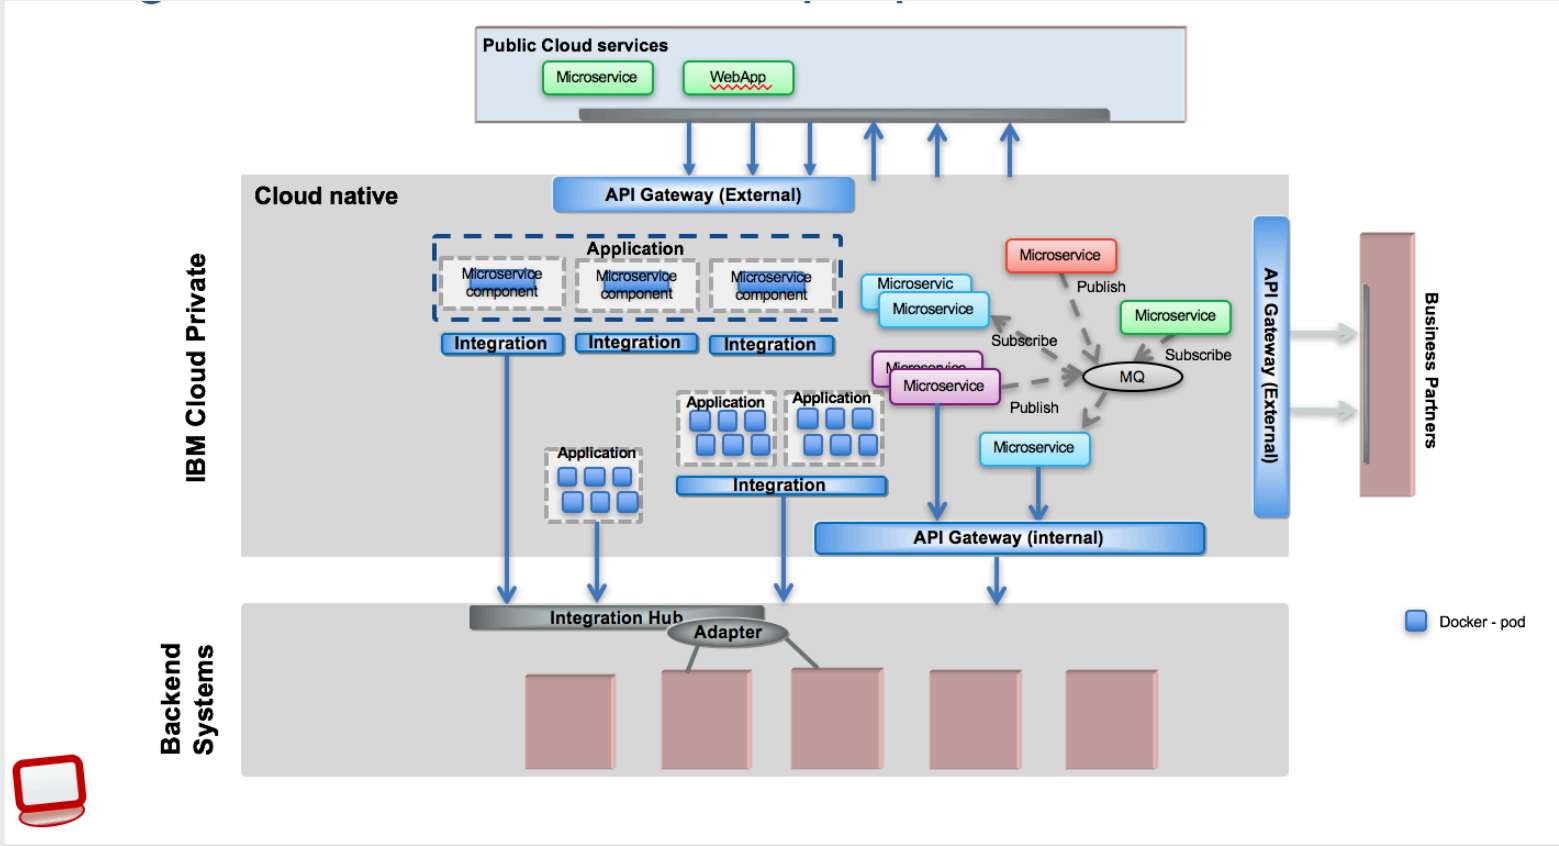 Public Cloud services
Microservice
WebApp
Cloud native
API Gateway (External)
IBM Cloud Private
Application
Microservice
component
Microservice
component
Microservice
component
Integration
Integration
Integration
Microservic
Microservice
Microservice
Publish
Microservice
Subscribe
Subscribe
MQ
Microservice
Microservice
Publish
Microservice
Application
Application
Integration
Application
API Gateway (internal)
API Gateway (External)
Business Partners
Backend
Systems
Integration Hub
Adapter
Docker - pod